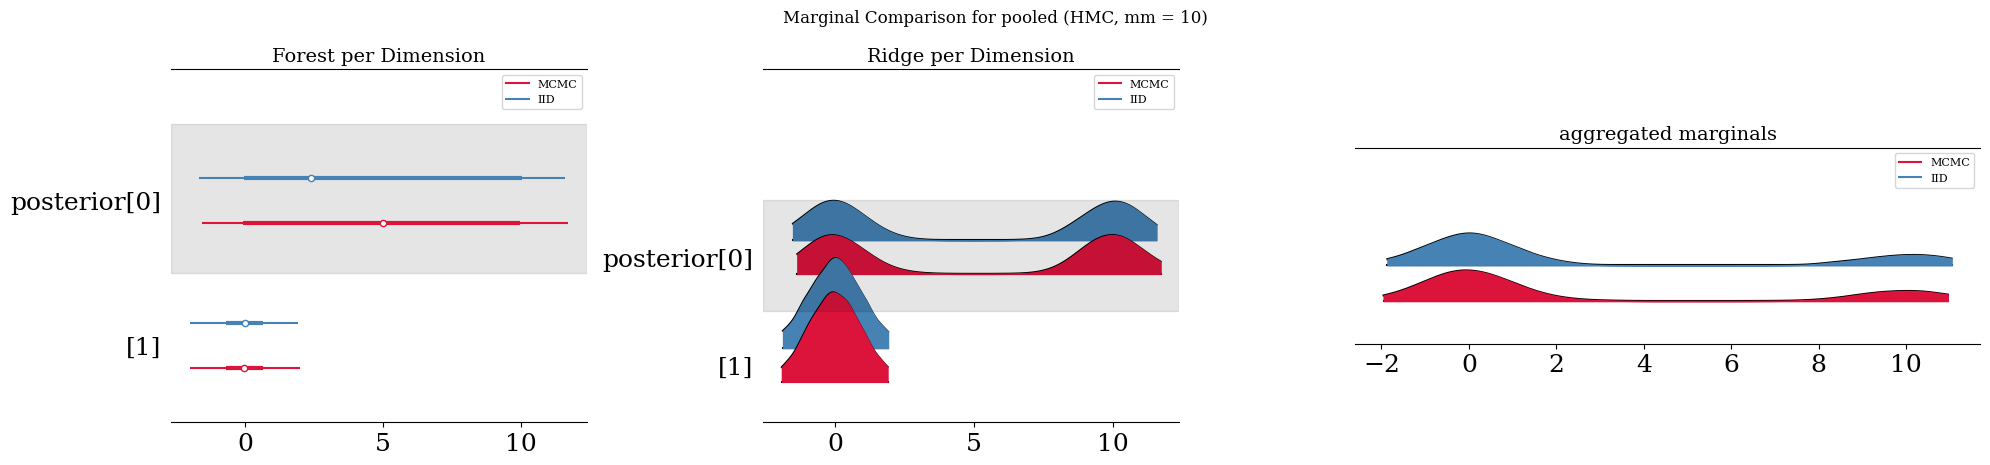 Marginal Comparison for pooled (HMC, mm = 10)
Forest per Dimension
MCMC
IID
posterior[0]
[1]
0 5 10
Ridge per Dimension
MCMC
IID
posterior[0]
[1]
0 5 10
aggregated marginals
MCMC
IID
−2 0 2 4 6 8 10